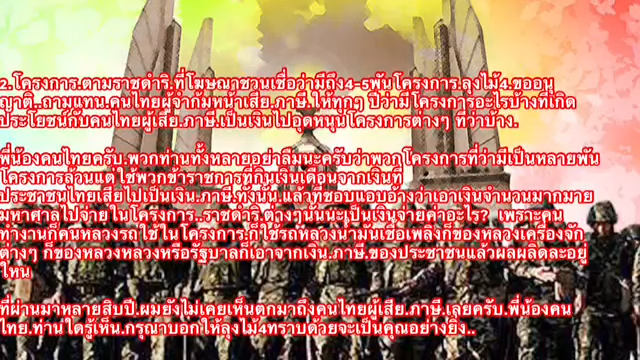 2.โครงการ.ตามราชดำริ.ที่โฆษณาชวนเชื่อว่ามีถึง4-5พันโครงการ.ลุงไม้4.ขออนุ
ญาติ..ถามแทน.คนไทยผู้จำก้มหน้าเสีย.ภาษี.ให้ทุกๆ ปีว่ามีโครงการอะไรบ้างที่เกิด
ประโยชน์กับคนไทยผู้เสีย.ภาษี.เป็นเงินไปอุดหนุนโครงการต่างๆ ที่ว่าบ้าง.
พี่น้องคนไทยครับ.พวกท่านทั้งหลายอย่าลืมนะครับว่าพวกโครงการที่ว่ามีเป็นหลายพัน
โครงการล้วนแต่ใช้พวกข้าราชการที่กินเงินเดือนจากเงินที่
ประชาชนไทยเสียไปเป็นเงิน.ภาษี.ทั้งนั้น.แล้วที่ชอบแอบอ้างว่าเอาเงินจำนวนมากมาย
มหาศาลไปจ่ายในโครงการ..ราชดำริ.ต่างๆนั้นน่ะเป็นเงินจ่ายค่าอะไร? เพราะคน
ทำงานก็คนหลวงรถใช้ในโครงการ.ก็ใช้รถหลวงน้ำมันเชื้อเพลิงก็ของหลวงเครื่องจัก
ต่างๆ ก็ของหลวงหลวงหรือรัฐบาลก็เอาจากเงิน.ภาษี.ของประชาชนแล้วผลผลิตละอยู่
ใหน
ที่ผ่านมาหลายสิบปี.ผมยังไม่เคยเห็นตกมาถึงคนไทยผู้เสีย.ภาษี.เลยครับ.พี่น้องคน
ไทย.ท่านใดรู้เห็น.กรุณาบอกให้ลุงไม้4ทราบด้วยจะเป็นคุณอย่างยิ่ง..